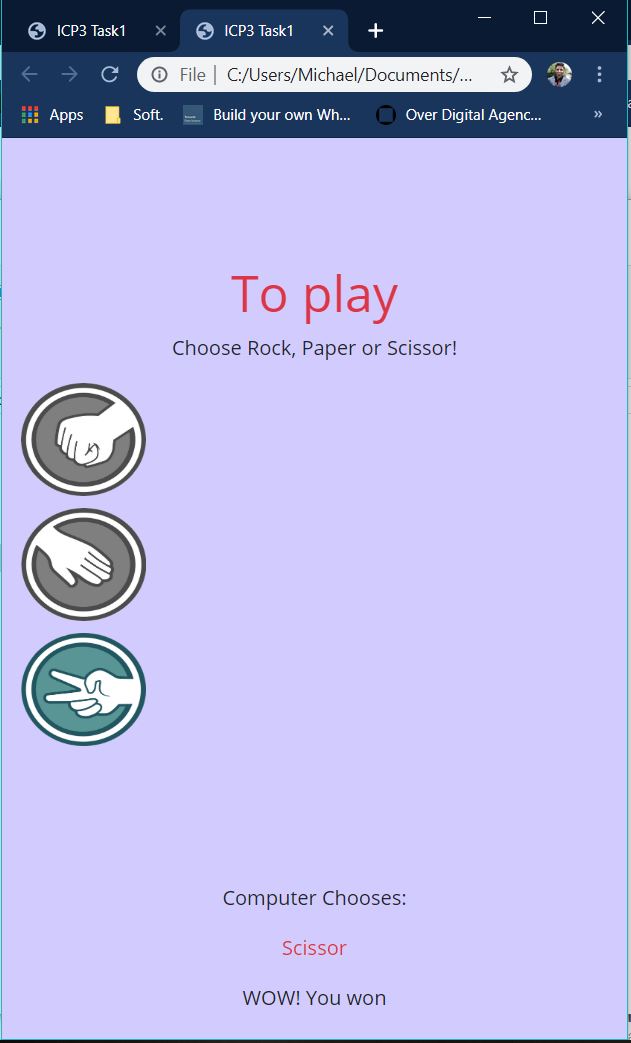 ICP3 Task1
ICP3 Task1
File | C:/Users/Michael/Documents/...
Apps Soft. Build your own Wh... Over Digital Agenc... »
To play
Choose Rock, Paper or Scissor!
Computer Chooses:
Scissor
WOW! You won